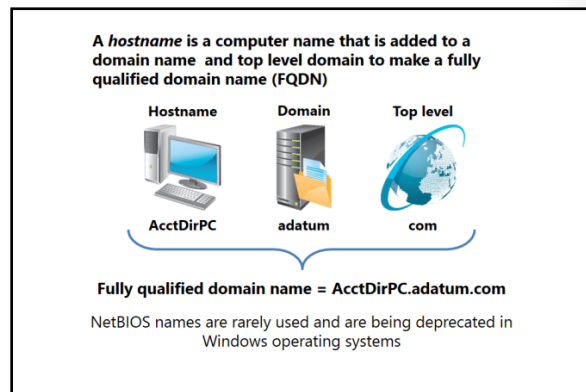 A hostname is a computer name that is added to a
domain name and top level domain to make a fully
qualified domain name (FQDN)
Hostname Domain Top level
AcctDirPC adatum com
Fully qualified domain name = AcctDirPC.adatum.com
NetBIOS names are rarely used and are being deprecated in
Windows operating systems